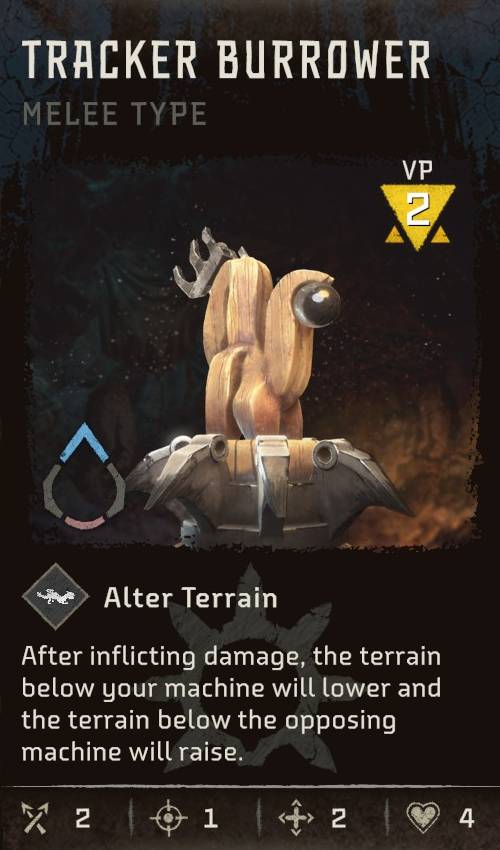 TRACKER BURROWER
MELEE TYPE
VP
2
Alter Terrain
After inflicting damage, the terrain
below your machine will lower and
the terrain below the opposing
machine will raise.
2 1 2 4